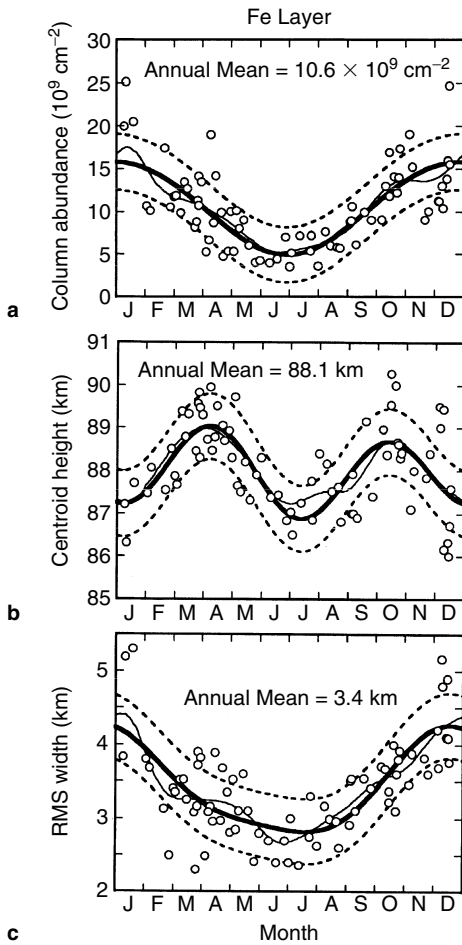 Fe Layer
Column abundance (10⁹ cm⁻²)
30
25
20
15
10
5
0
Annual Mean = 10.6 × 10⁹ cm⁻²
J F M A M J J A S O N D
a
Centroid height (km)
91
90
89
88
87
86
85
Annual Mean = 88.1 km
J F M A M J J A S O N D
b
RMS width (km)
5
4
3
2
Annual Mean = 3.4 km
J F M A M J J A S O N D
c
Month